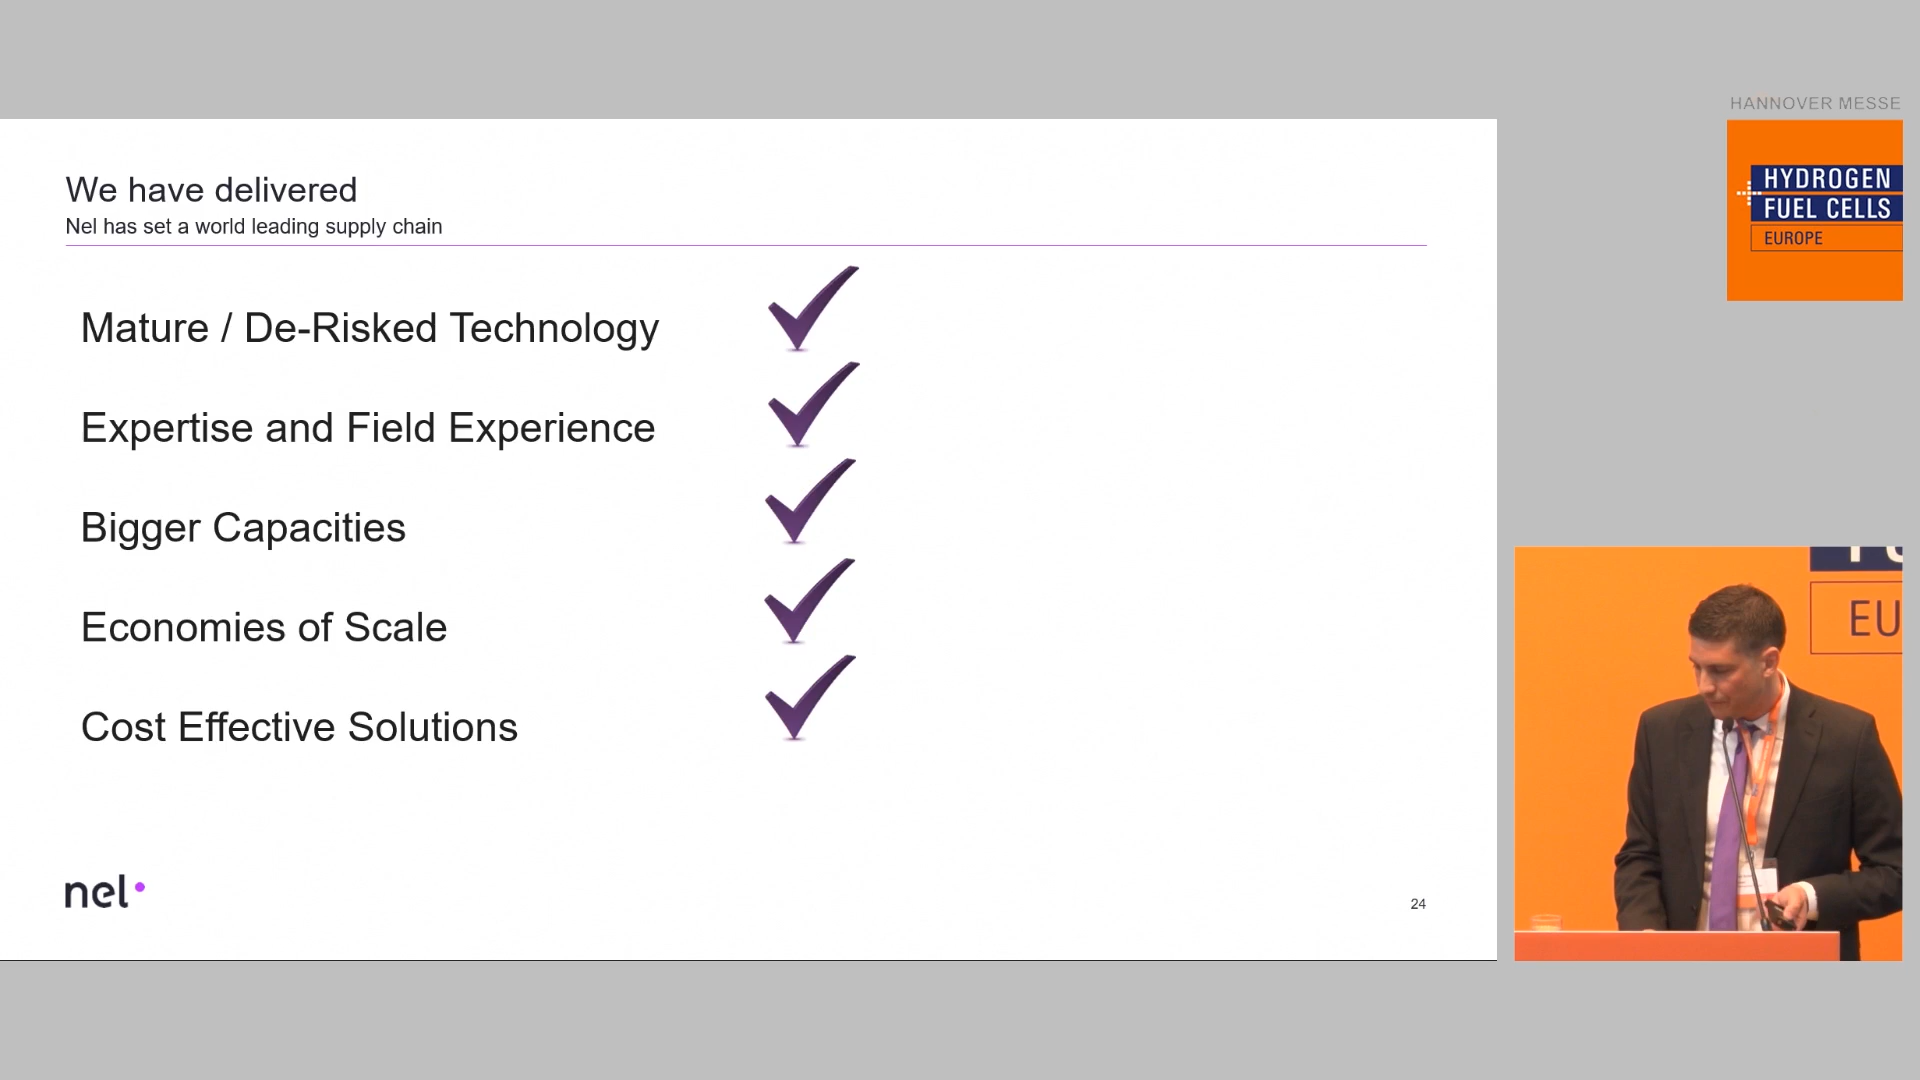 HANNOVER MESSE
HYDROGEN
FUEL CELLS
EUROPE
We have delivered
Nel has set a world leading supply chain
Mature / De-Risked Technology
Expertise and Field Experience
Bigger Capacities
Economies of Scale
Cost Effective Solutions
nel
24
EU